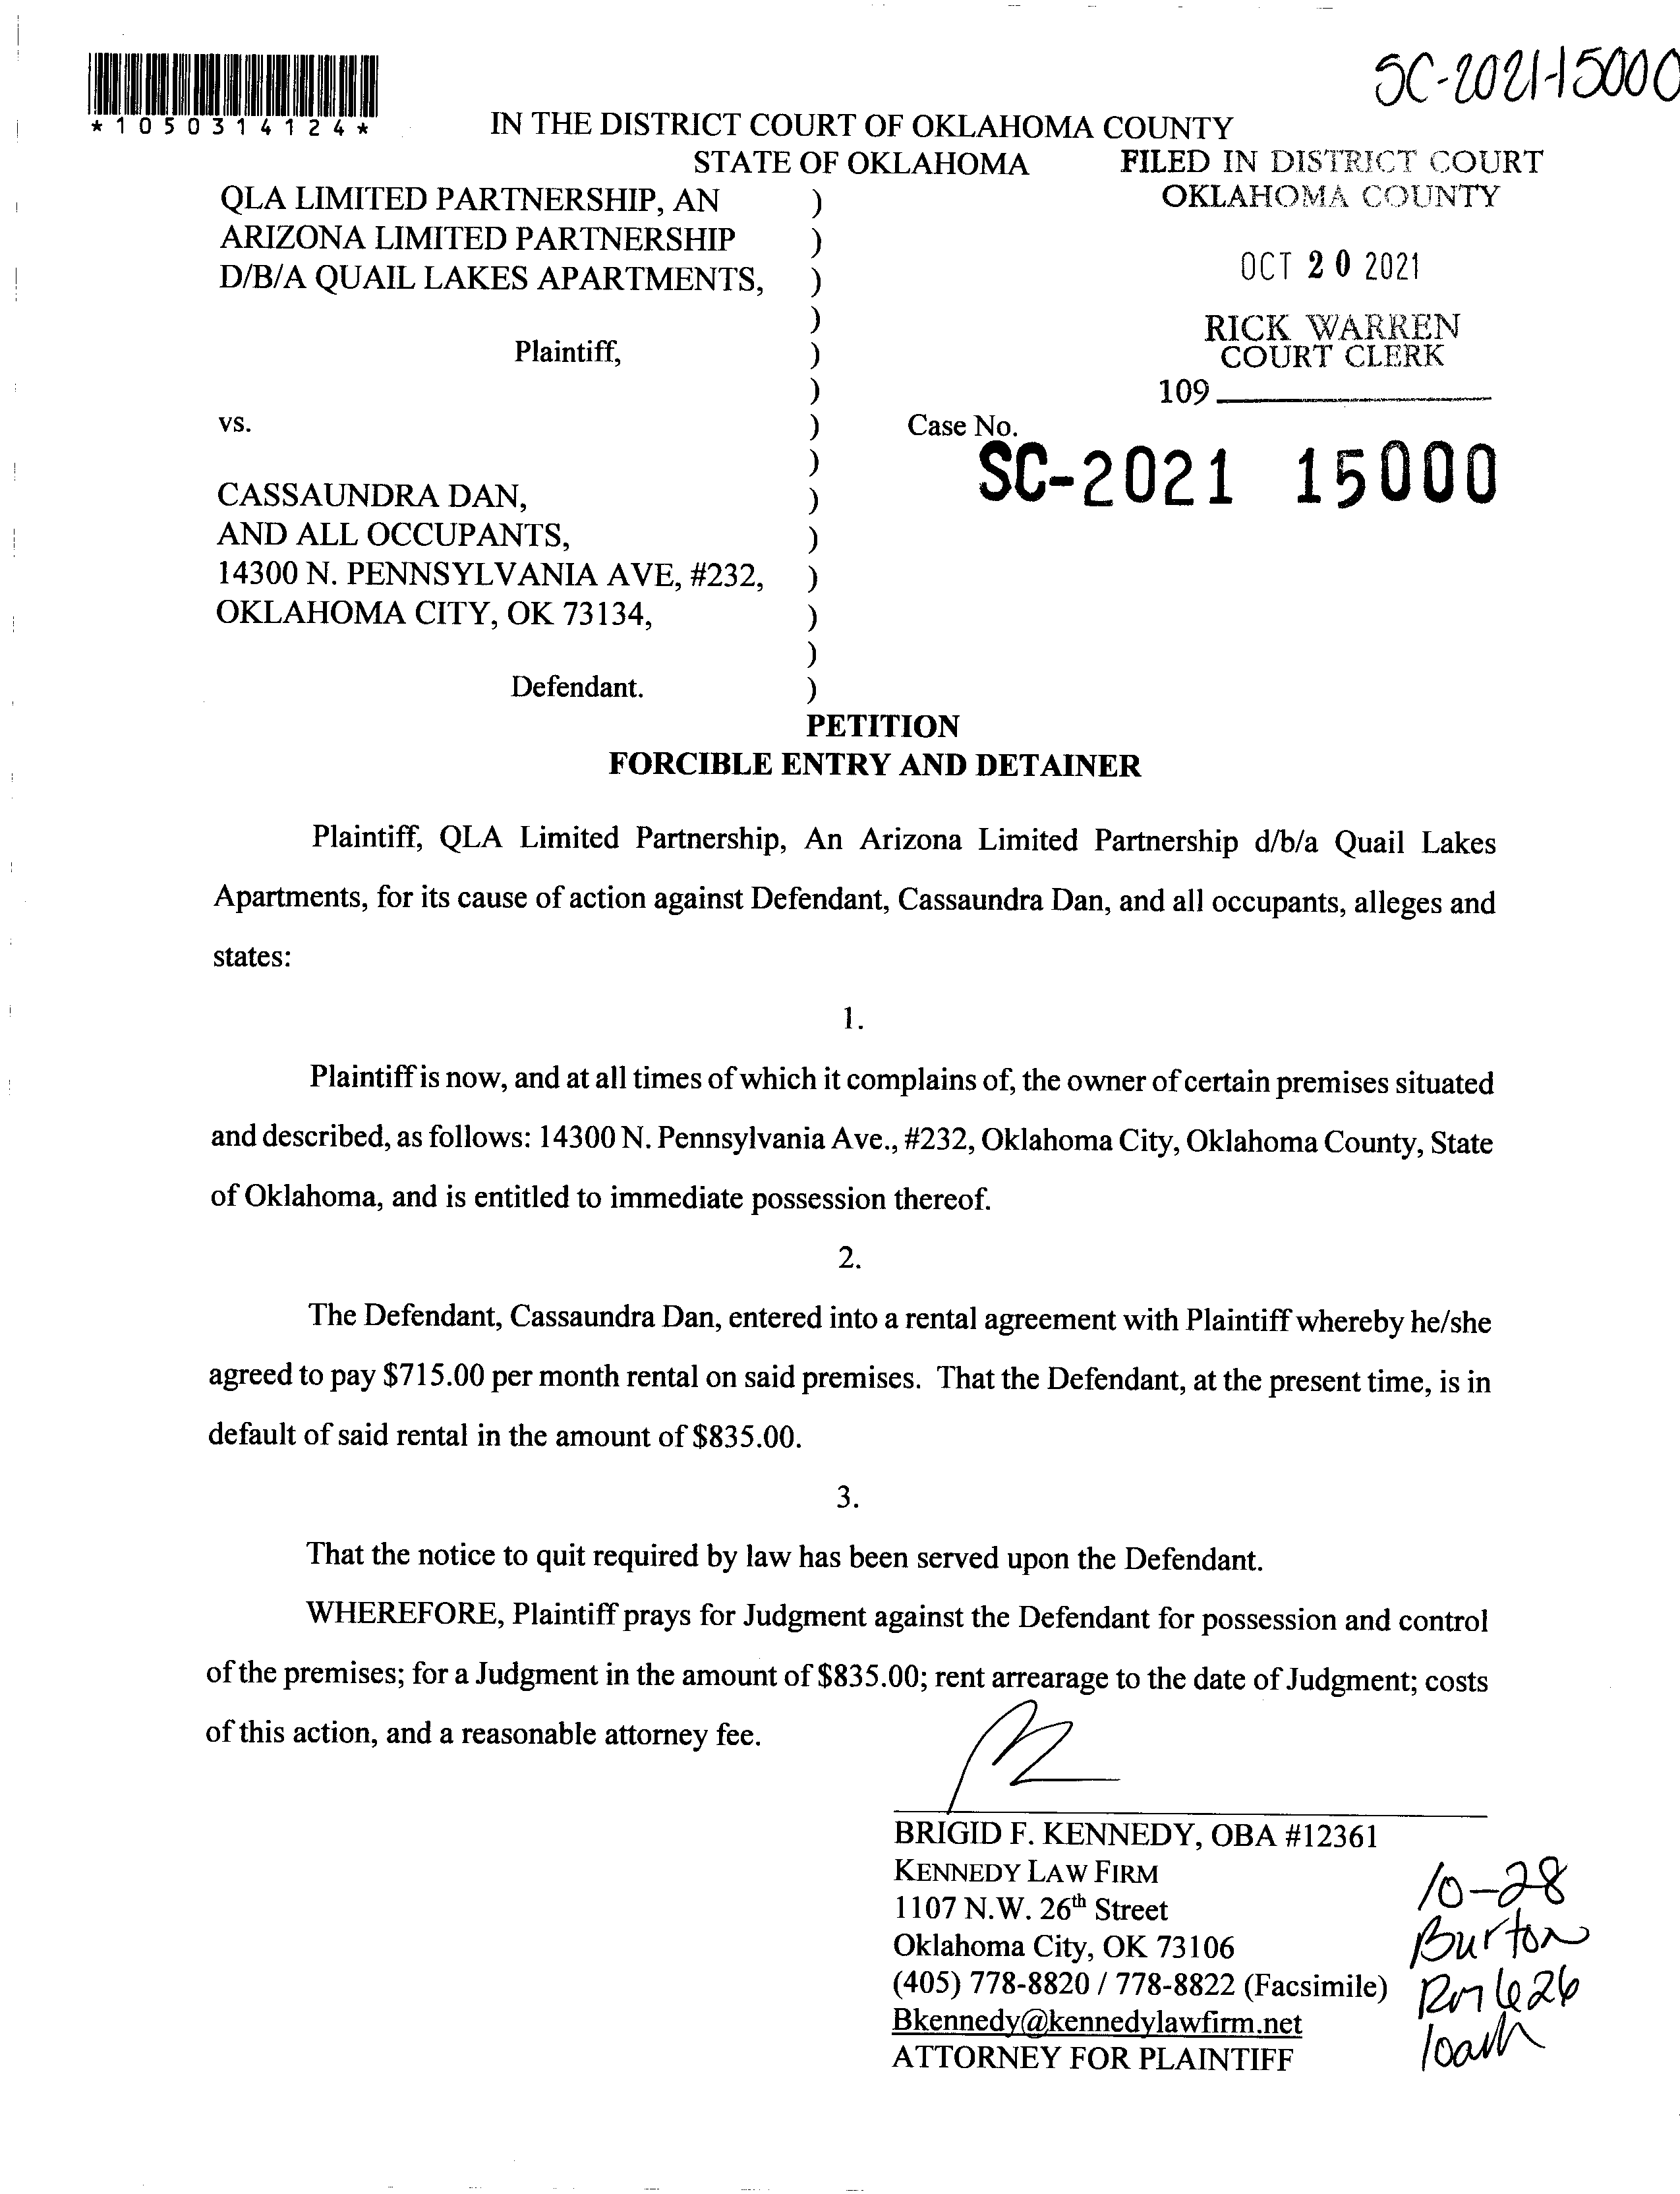 SC-2021-15000
*1050314124*
IN THE DISTRICT COURT OF OKLAHOMA COUNTY
STATE OF OKLAHOMA
FILED IN DISTRICT COURT
OKLAHOMA COUNTY
OCT 20 2021
RICK WARREN
COURT CLERK
109
QLA LIMITED PARTNERSHIP, AN )
ARIZONA LIMITED PARTNERSHIP )
D/B/A QUAIL LAKES APARTMENTS, )
)
Plaintiff, )
)
vs. )
)
Case No.
SC-2021 15000
CASSAUNDRA DAN, )
AND ALL OCCUPANTS, )
14300 N. PENNSYLVANIA AVE, #232, )
OKLAHOMA CITY, OK 73134, )
)
Defendant. )
PETITION
FORCIBLE ENTRY AND DETAINER
Plaintiff, QLA Limited Partnership, An Arizona Limited Partnership d/b/a Quail Lakes
Apartments, for its cause of action against Defendant, Cassaundra Dan, and all occupants, alleges and
states:
1.
Plaintiff is now, and at all times of which it complains of, the owner of certain premises situated
and described, as follows: 14300 N. Pennsylvania Ave., #232, Oklahoma City, Oklahoma County, State
of Oklahoma, and is entitled to immediate possession thereof.
2.
The Defendant, Cassaundra Dan, entered into a rental agreement with Plaintiff whereby he/she
agreed to pay $715.00 per month rental on said premises. That the Defendant, at the present time, is in
default of said rental in the amount of $835.00.
3.
That the notice to quit required by law has been served upon the Defendant.
WHEREFORE, Plaintiff prays for Judgment against the Defendant for possession and control
of the premises; for a Judgment in the amount of $835.00; rent arrearage to the date of Judgment; costs
of this action, and a reasonable attorney fee.
BRIGID F. KENNEDY, OBA #12361
KENNEDY LAW FIRM
1107 N.W. 26th Street
Oklahoma City, OK 73106
(405) 778-8820 / 778-8822 (Facsimile)
Bkennedy@kennedylawfirm.net
ATTORNEY FOR PLAINTIFF
10-28
Burton
Rm 626
10am